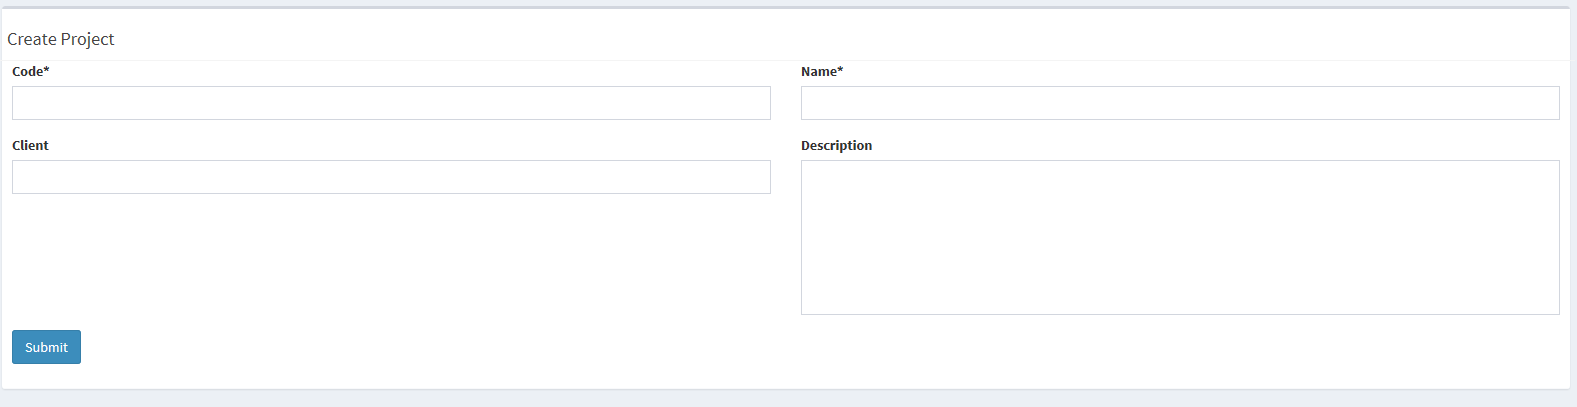 Create Project
Code*
Name*
Client
Description
Submit